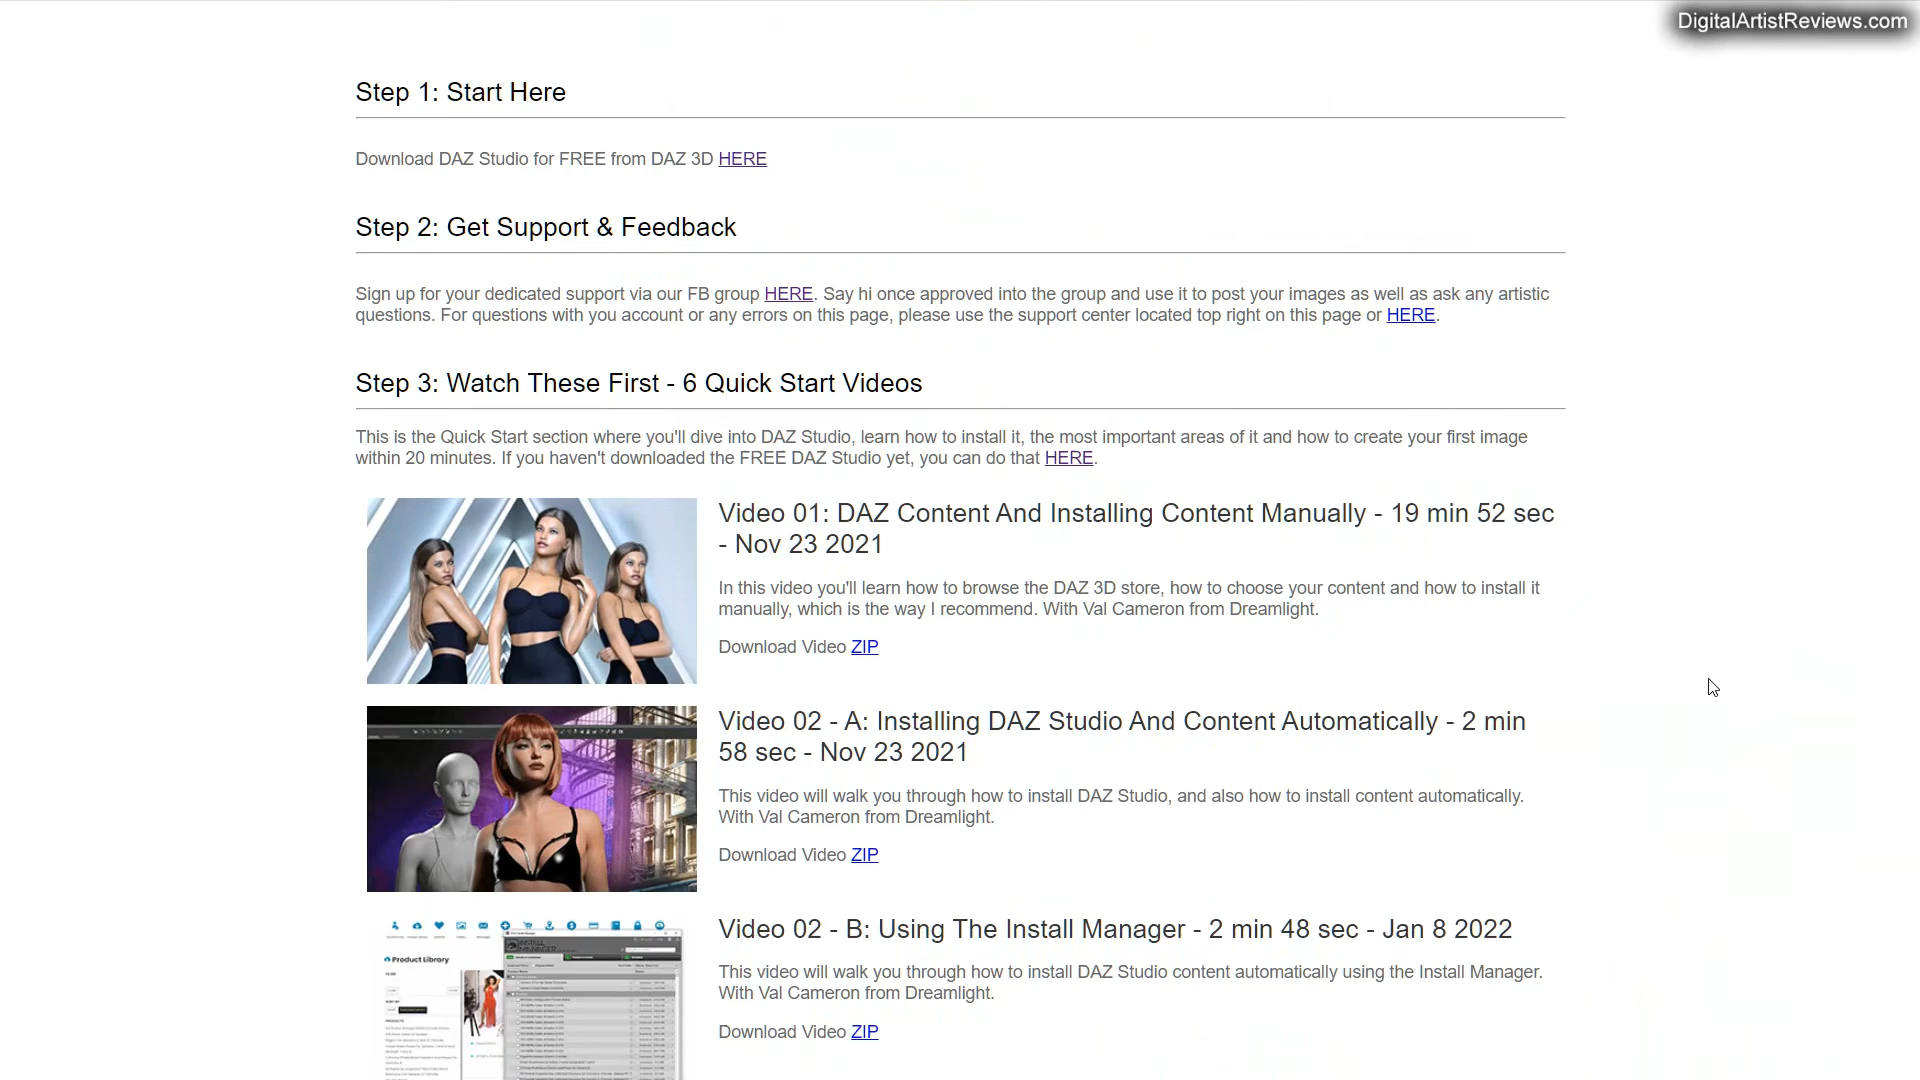 DigitalArtistReviews.com
Step 1: Start Here
Download DAZ Studio for FREE from DAZ 3D HERE
Step 2: Get Support & Feedback
Sign up for your dedicated support via our FB group HERE. Say hi once approved into the group and use it to post your images as well as ask any artistic
questions. For questions with you account or any errors on this page, please use the support center located top right on this page or HERE.
Step 3: Watch These First - 6 Quick Start Videos
This is the Quick Start section where you'll dive into DAZ Studio, learn how to install it, the most important areas of it and how to create your first image
within 20 minutes. If you haven't downloaded the FREE DAZ Studio yet, you can do that HERE.
Video 01: DAZ Content And Installing Content Manually - 19 min 52 sec
- Nov 23 2021
In this video you'll learn how to browse the DAZ 3D store, how to choose your content and how to install it
manually, which is the way I recommend. With Val Cameron from Dreamlight.
Download Video ZIP
Video 02 - A: Installing DAZ Studio And Content Automatically - 2 min
58 sec - Nov 23 2021
This video will walk you through how to install DAZ Studio, and also how to install content automatically.
With Val Cameron from Dreamlight.
Download Video ZIP
Product Library
INSTALL
MANAGER
Video 02 - B: Using The Install Manager - 2 min 48 sec - Jan 8 2022
This video will walk you through how to install DAZ Studio content automatically using the Install Manager.
With Val Cameron from Dreamlight.
Download Video ZIP